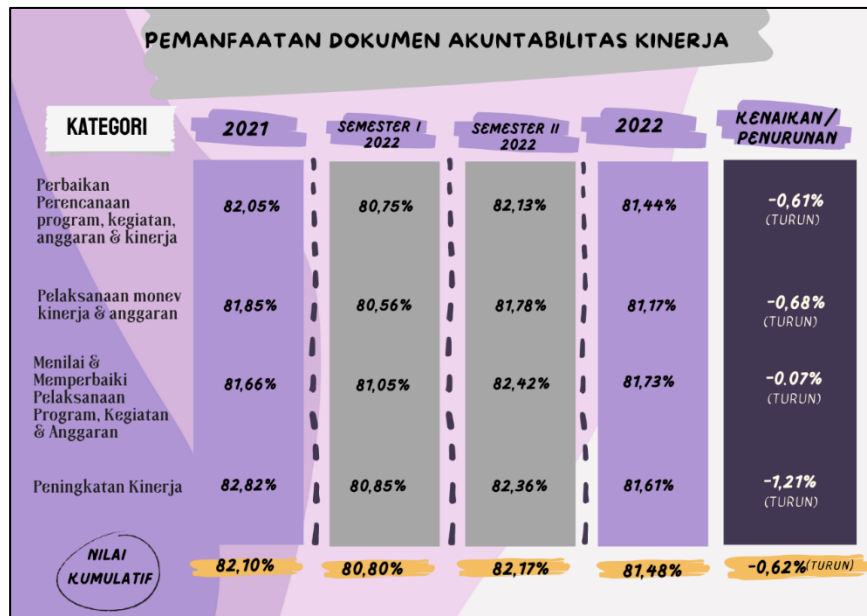 PEMANFAATAN DOKUMEN AKUNTABILITAS KINERJA
KATEGORI
2021
SEMESTER I
2022
SEMESTER II
2022
2022
KENAIKAN/
PENURUNAN
Perbaikan
Perencanaan
program, kegiatan,
anggaran & kinerja
82,05%
80,75%
82,13%
81,44%
-0,61%
(TURUN)
Pelaksanaan monev
kinerja & anggaran
81,85%
80,56%
81,78%
81,17%
-0,68%
(TURUN)
Menilai &
Memperbaiki
Pelaksanaan
Program, Kegiatan
& Anggaran
81,66%
81,05%
82,42%
81,73%
-0.07%
(TURUN)
Peningkatan Kinerja
82,82%
80,85%
82,36%
81,61%
-1,21%
(TURUN)
NILAI
KUMULATIF
82,10%
80,80%
82,17%
81,48%
-0,62% (TURUN)